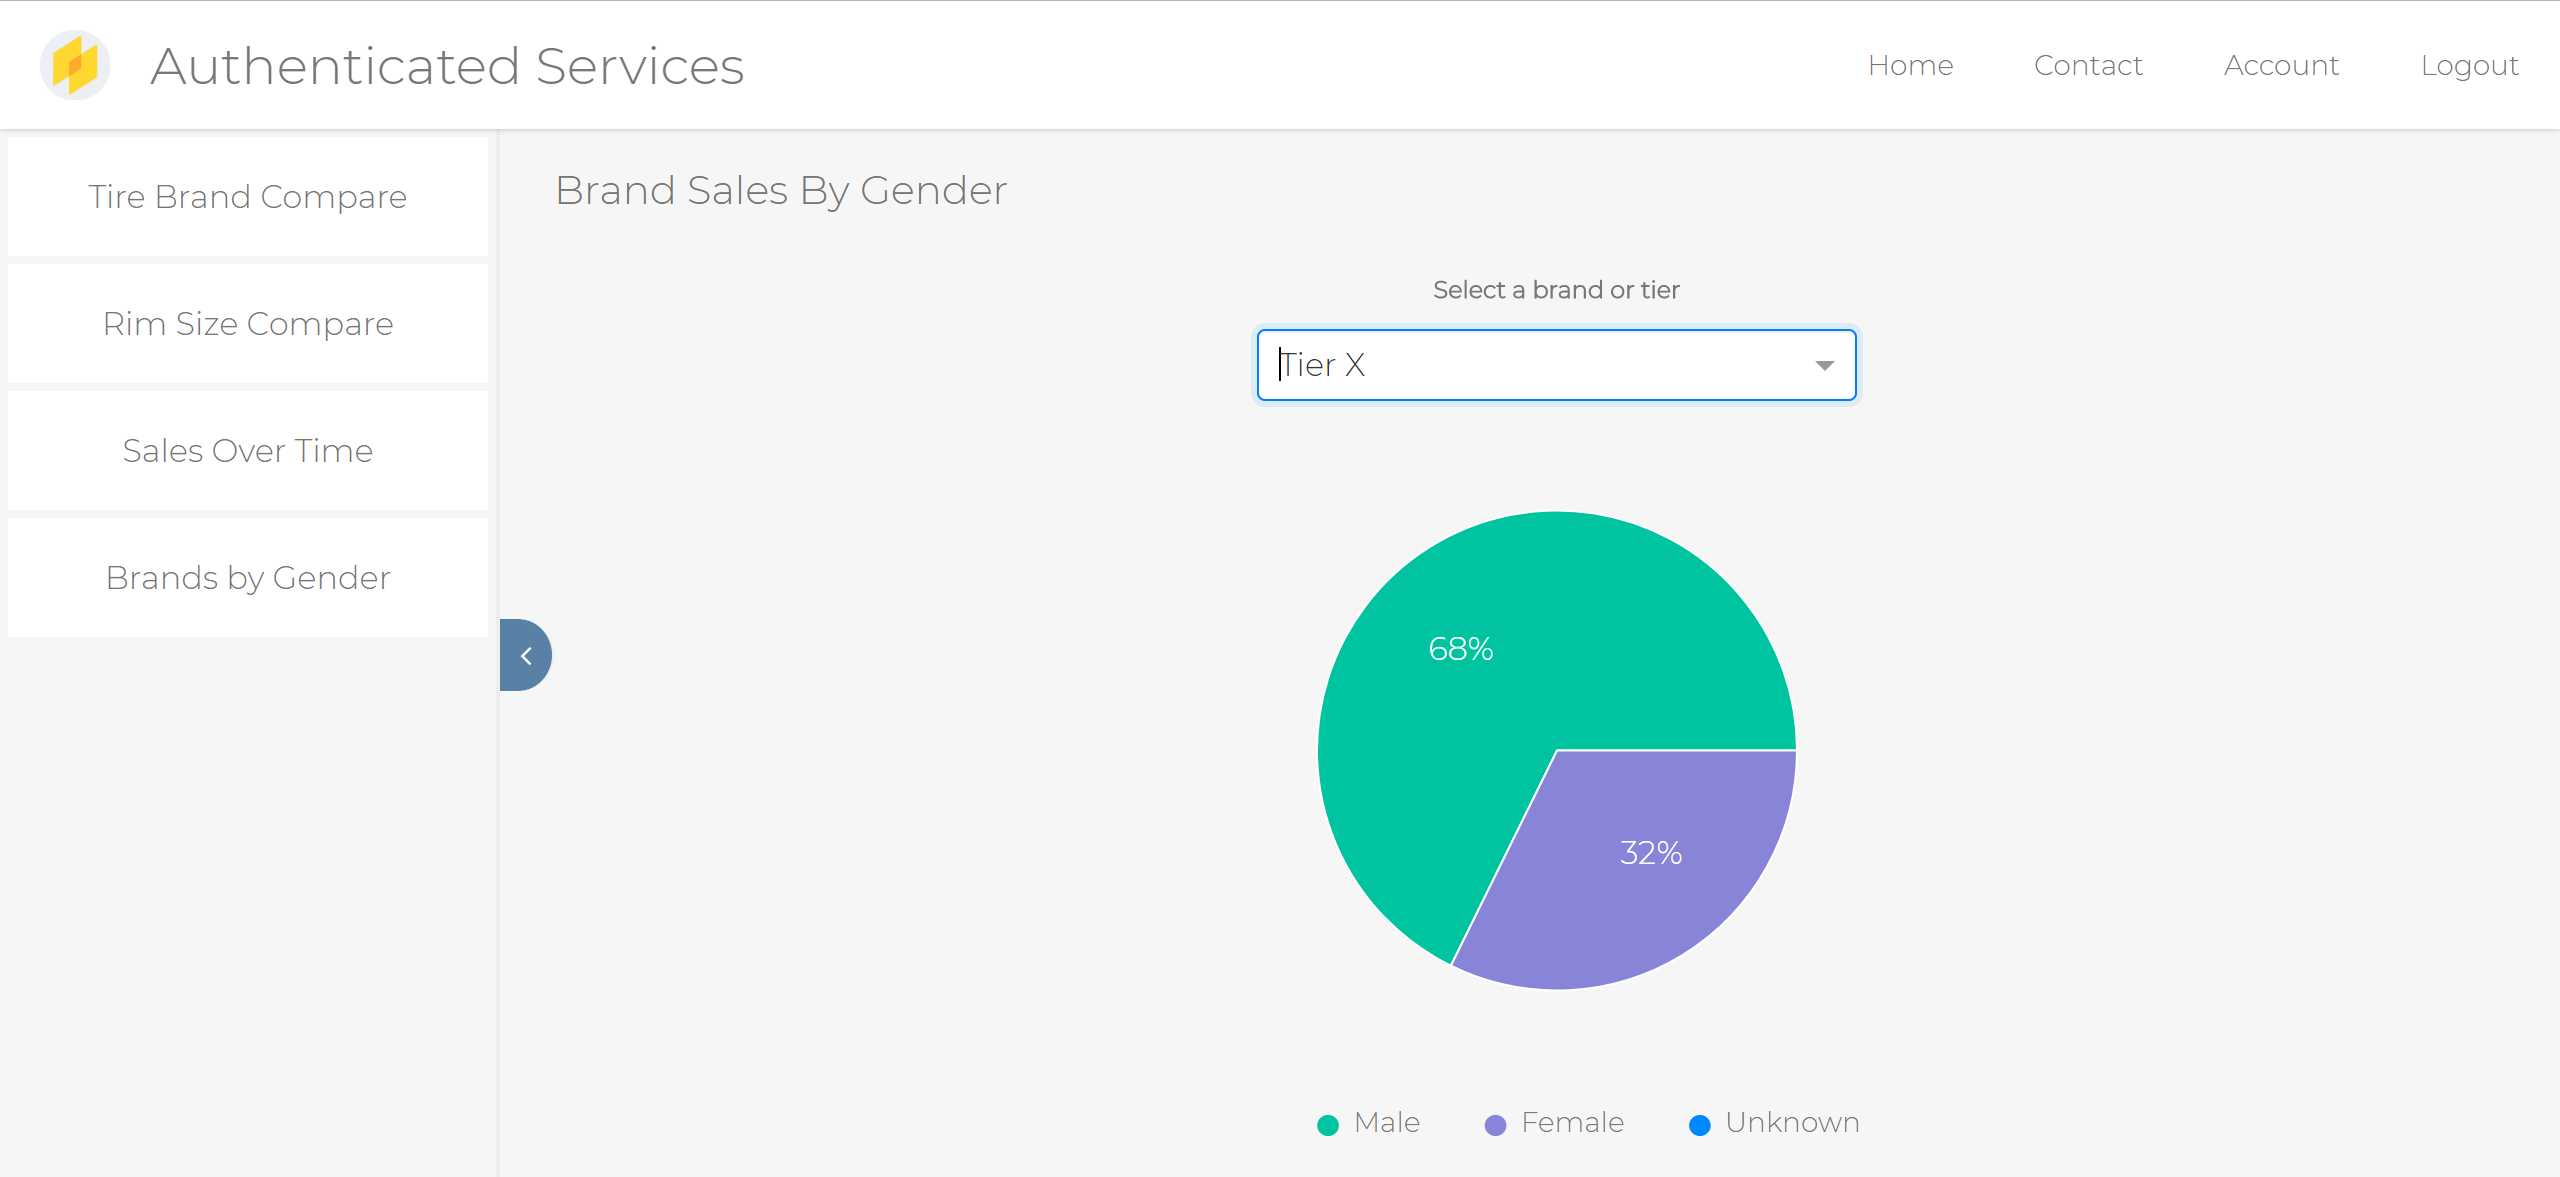 Authenticated Services
Home
Contact
Account
Logout
Tire Brand Compare
Rim Size Compare
Sales Over Time
Brands by Gender
Brand Sales By Gender
Select a brand or tier
Tier X
68%
32%
Male
Female
Unknown